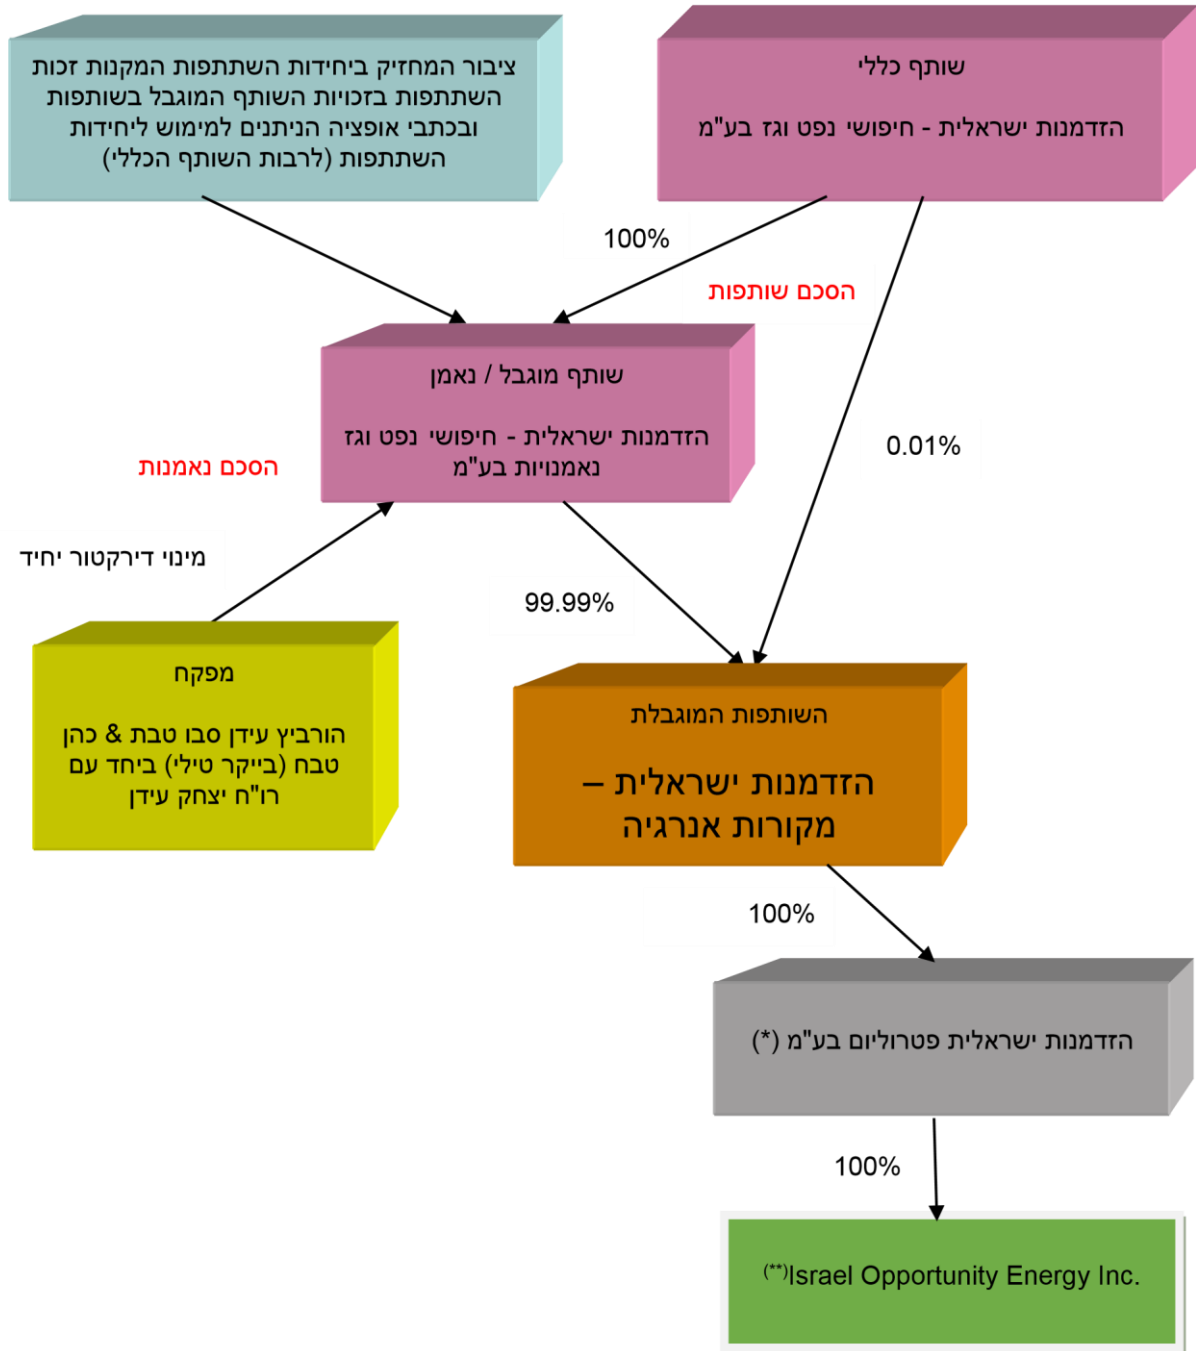 שותף כללי
הזדמנות ישראלית - חיפושי נפט וגז בע"מ
ציבור המחזיק ביחידות השתתפות המקנות זכות
השתתפות בזכויות השותף המוגבל בשותפות
ובכתבי אופציה הניתנים למימוש ליחידות
השתתפות (לרבות השותף הכללי)
100%
הסכם שותפות
שותף מוגבל / נאמן
הזדמנות ישראלית - חיפושי נפט וגז
נאמנויות בע"מ
0.01%
הסכם נאמנות
מינוי דירקטור יחיד
99.99%
מפקח
הורביץ עידן סבו טבת & כהן
טבח (בייקר טילי) ביחד עם
רו"ח יצחק עידן
השותפות המוגבלת
הזדמנות ישראלית –
מקורות אנרגיה
100%
הזדמנות ישראלית פטרוליום בע"מ (*)
100%
(**)Israel Opportunity Energy Inc.